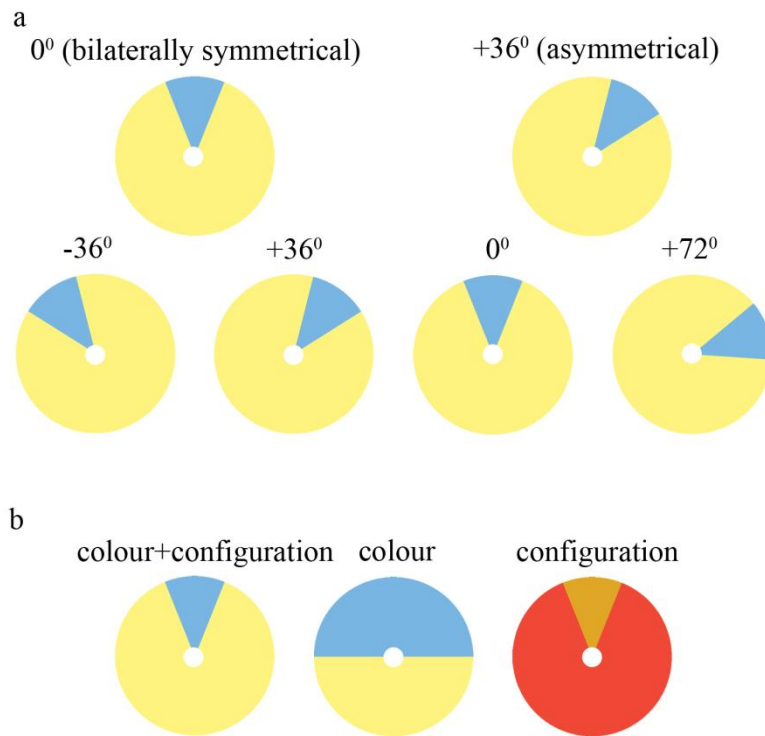 a
0⁰ (bilaterally symmetrical) +36⁰ (asymmetrical)
-36⁰ +36⁰ 0⁰ +72⁰
b
colour+configuration colour configuration